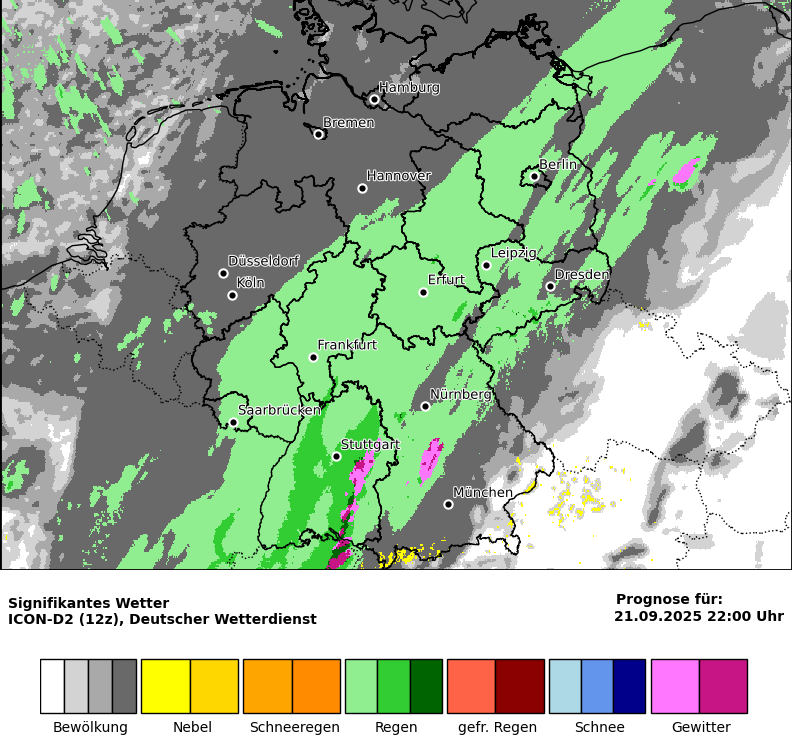 Hamburg
Bremen
Berlin
Hannover
Leipzig
Düsseldorf
Dresden
Köln
Erfurt
Frankfurt
Nürnberg
Saarbrücken
Stuttgart
München
Signifikantes Wetter
ICON-D2 (12z), Deutscher Wetterdienst
Prognose für:
21.09.2025 22:00 Uhr
Bewölkung Nebel Schneeregen Regen gefr. Regen Schnee Gewitter